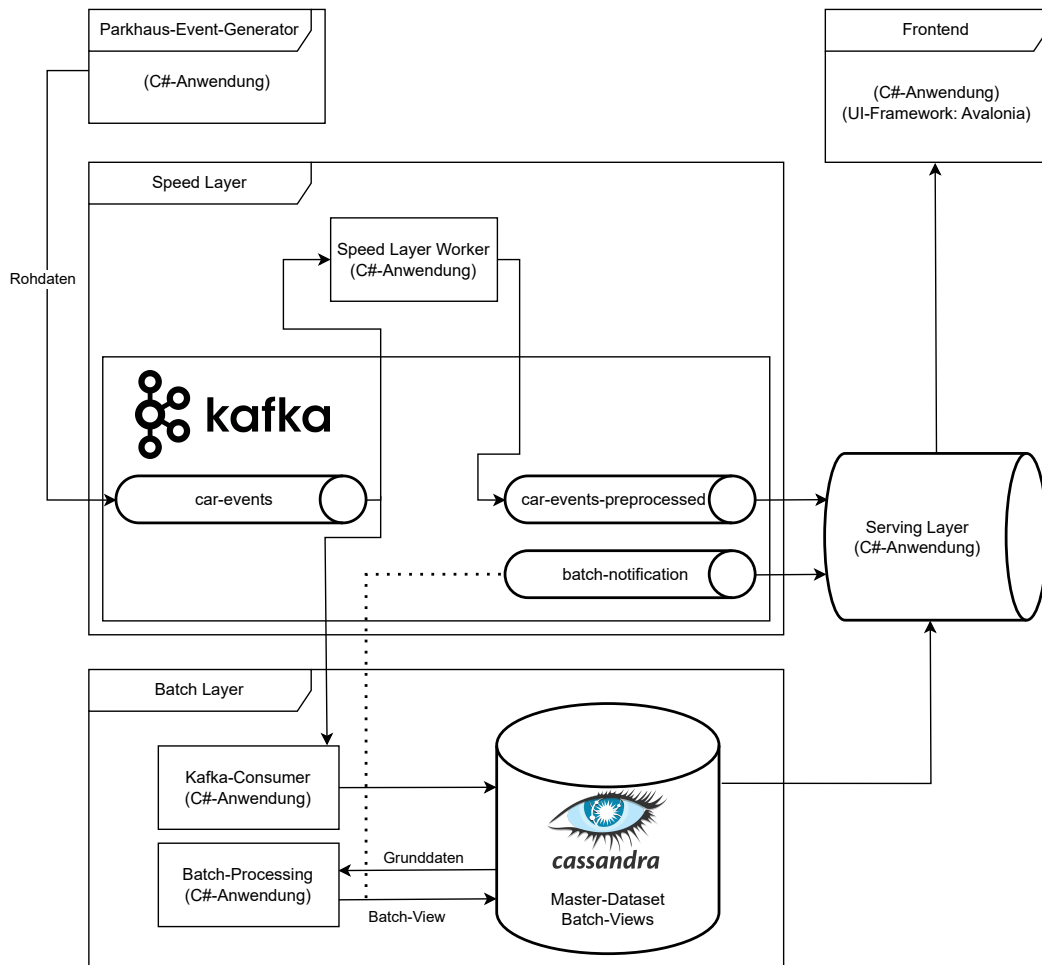 Parkhaus-Event-Generator
(C#-Anwendung)
Frontend
(C#-Anwendung)
(UI-Framework: Avalonia)
Speed Layer
Speed Layer Worker
(C#-Anwendung)
Rohdaten
kafka
car-events
car-events-preprocessed
batch-notification
Serving Layer
(C#-Anwendung)
Batch Layer
Kafka-Consumer
(C#-Anwendung)
Batch-Processing
(C#-Anwendung)
Grunddaten
Batch-View
cassandra
Master-Dataset
Batch-Views